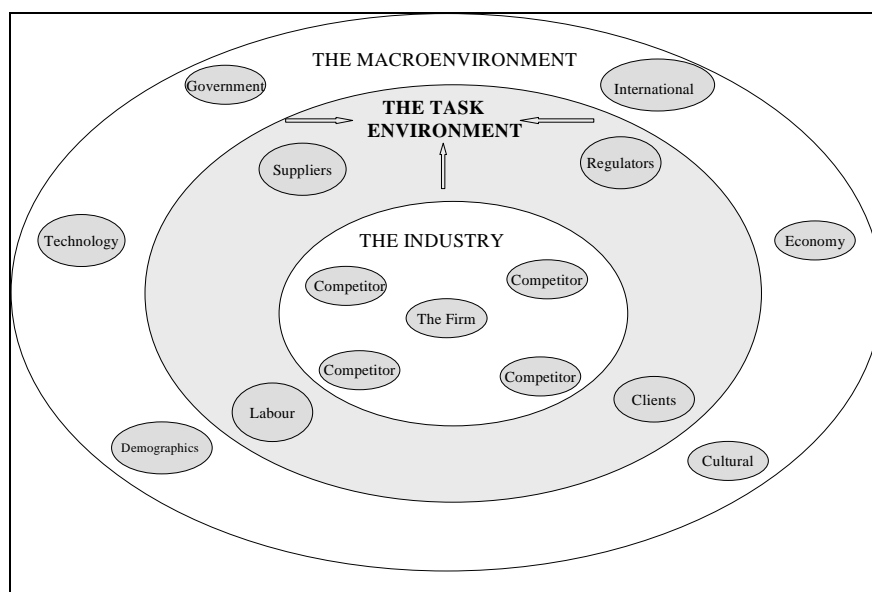 THE MACROENVIRONMENT
Government
International
THE TASK
ENVIRONMENT
Suppliers
Regulators
Technology
THE INDUSTRY
Economy
Competitor
Competitor
The Firm
Competitor
Competitor
Labour
Clients
Demographics
Cultural